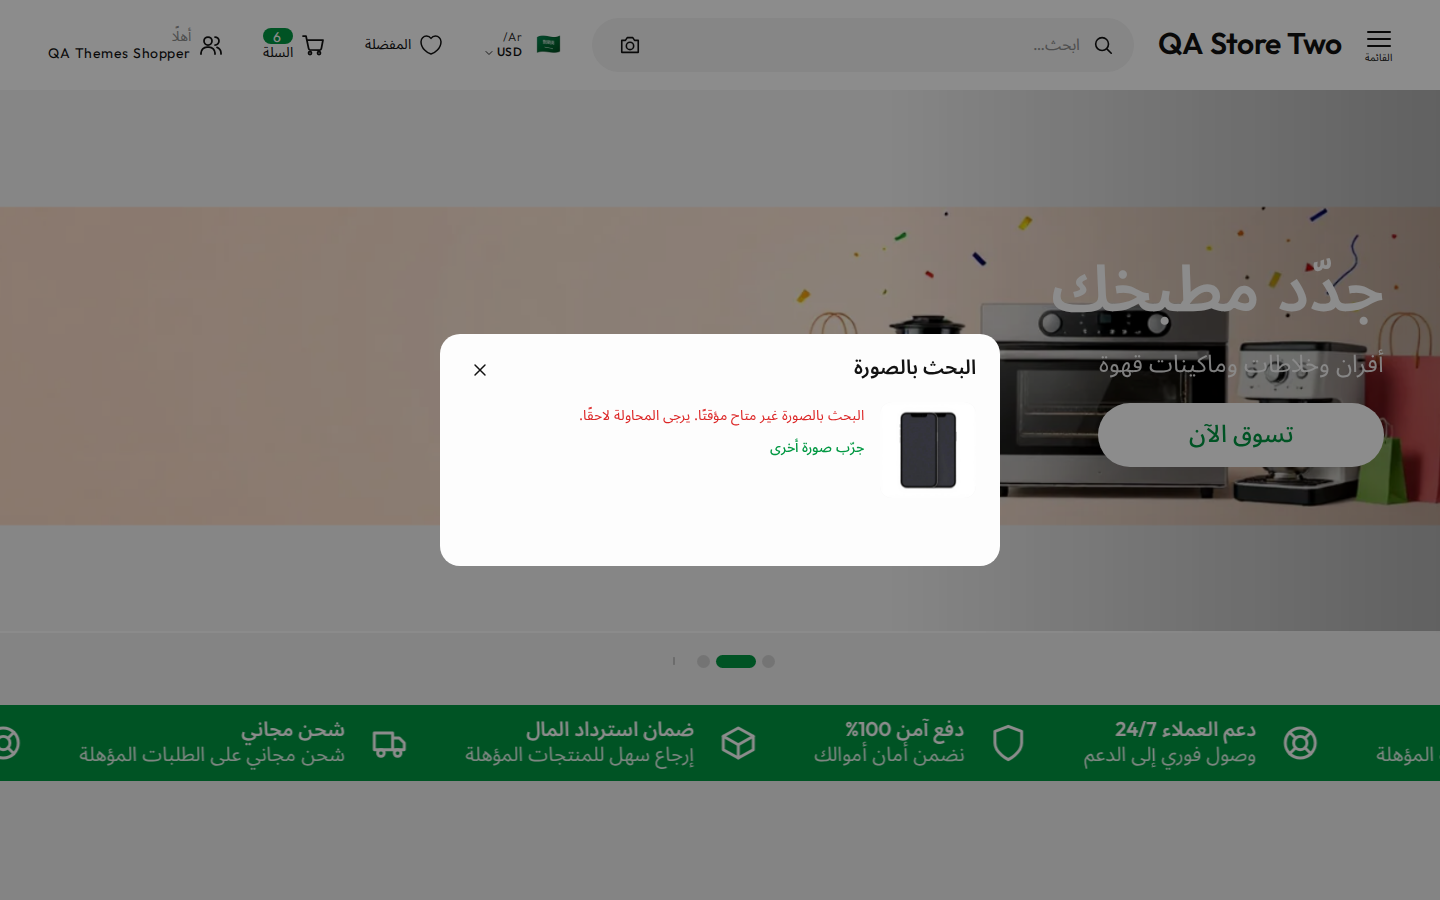 القائمة
QA Store Two
ابحث...
Ar/
USD
المفضلة
6
السلة
أهلًا
QA Themes Shopper
جدّد مطبخك
أفران وخلاطات وماكينات قهوة
تسوق الآن
البحث بالصورة
البحث بالصورة غير متاح مؤقتًا. يرجى المحاولة لاحقًا.
جرّب صورة أخرى
المؤهلة
دعم العملاء 24/7
وصول فوري إلى الدعم
دفع آمن 100%
نضمن أمان أموالك
ضمان استرداد المال
إرجاع سهل للمنتجات المؤهلة
شحن مجاني
شحن مجاني على الطلبات المؤهلة